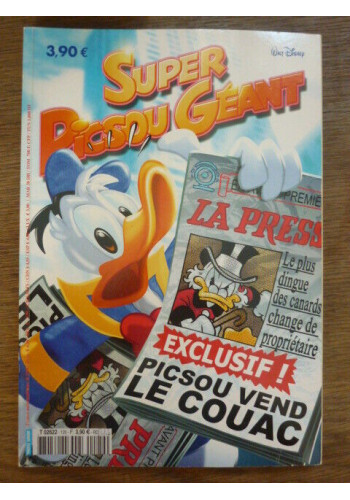 3,90 €
WALT DISNEY
SUPER
PICSOU GÉANT
PREMIÈ
LA PRESS
Le plus
dingue
des canards
change de
propriétaire
EXCLUSIF !
PICSOU VEND
LE COUAC